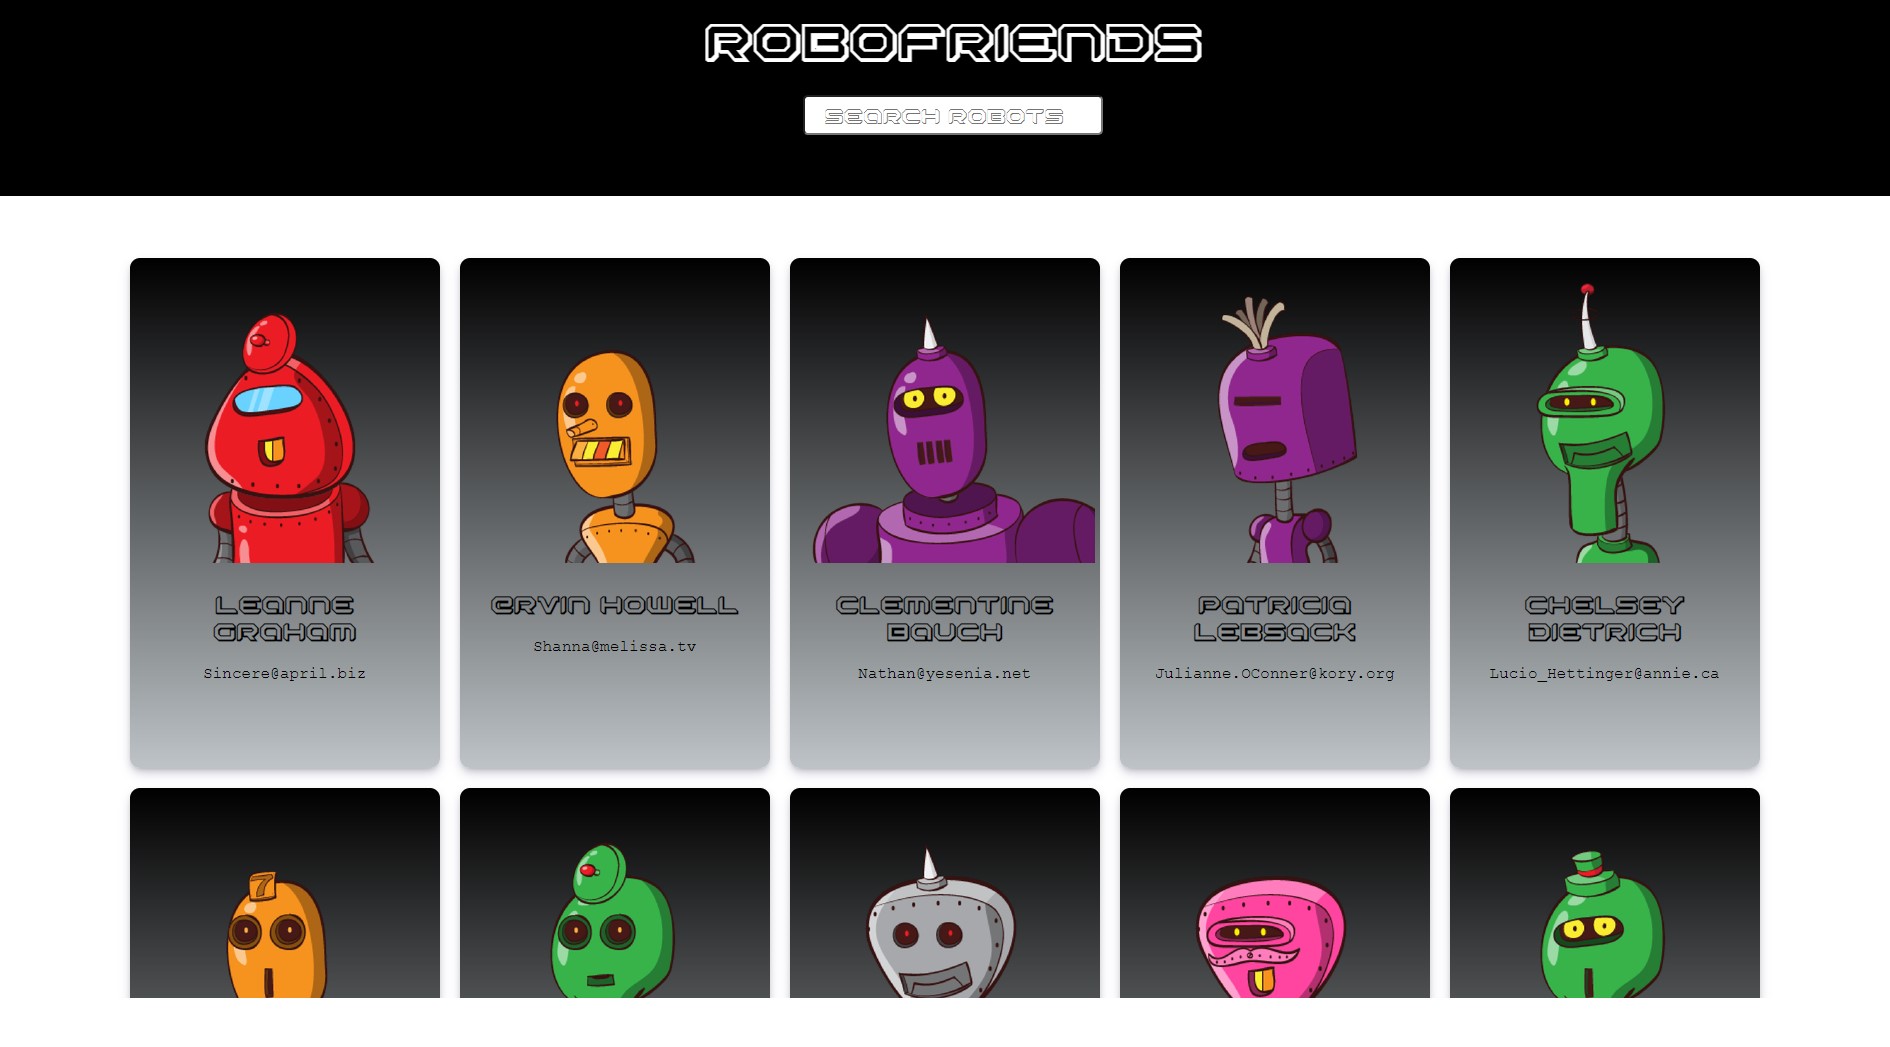 ROBOFRIENDS
SEARCH ROBOTS
LEANNE
GRAHAM
Sincere@april.biz
ERVIN HOWELL
Shanna@melissa.tv
CLEMENTINE
BAUCH
Nathan@yesenia.net
PATRICIA
LEBSACK
Julianne.OConner@kory.org
CHELSEY
DIETRICH
Lucio_Hettinger@annie.ca
7